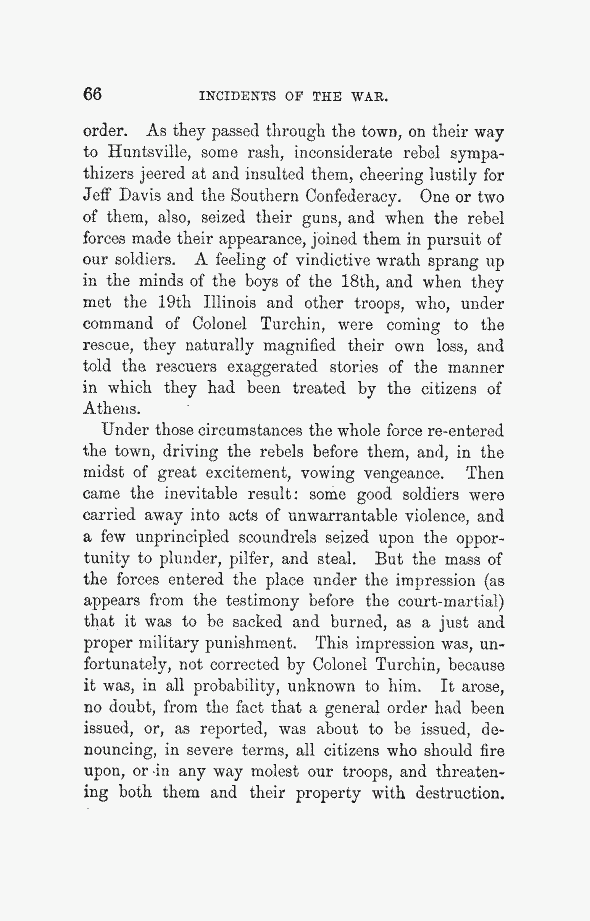 66 INCIDENTS OF THE WAR.
order. As they passed through the town, on their way
to Huntsville, some rash, inconsiderate rebel sympa-
thizers jeered at and insulted them, cheering lustily for
Jeff Davis and the Southern Confederacy. One or two
of them, also, seized their guns, and when the rebel
forces made their appearance, joined them in pursuit of
our soldiers. A feeling of vindictive wrath sprang up
in the minds of the boys of the 18th, and when they
met the 19th Illinois and other troops, who, under
command of Colonel Turchin, were coming to the
rescue, they naturally magnified their own loss, and
told the rescuers exaggerated stories of the manner
in which they had been treated by the citizens of
Athens.
Under those circumstances the whole force re-entered
the town, driving the rebels before them, and, in the
midst of great excitement, vowing vengeance. Then
came the inevitable result: some good soldiers were
carried away into acts of unwarrantable violence, and
a few unprincipled scoundrels seized upon the oppor-
tunity to plunder, pilfer, and steal. But the mass of
the forces entered the place under the impression (as
appears from the testimony before the court-martial)
that it was to be sacked and burned, as a just and
proper military punishment. This impression was, un-
fortunately, not corrected by Colonel Turchin, because
it was, in all probability, unknown to him. It arose,
no doubt, from the fact that a general order had been
issued, or, as reported, was about to be issued, de-
nouncing, in severe terms, all citizens who should fire
upon, or in any way molest our troops, and threaten-
ing both them and their property with destruction.